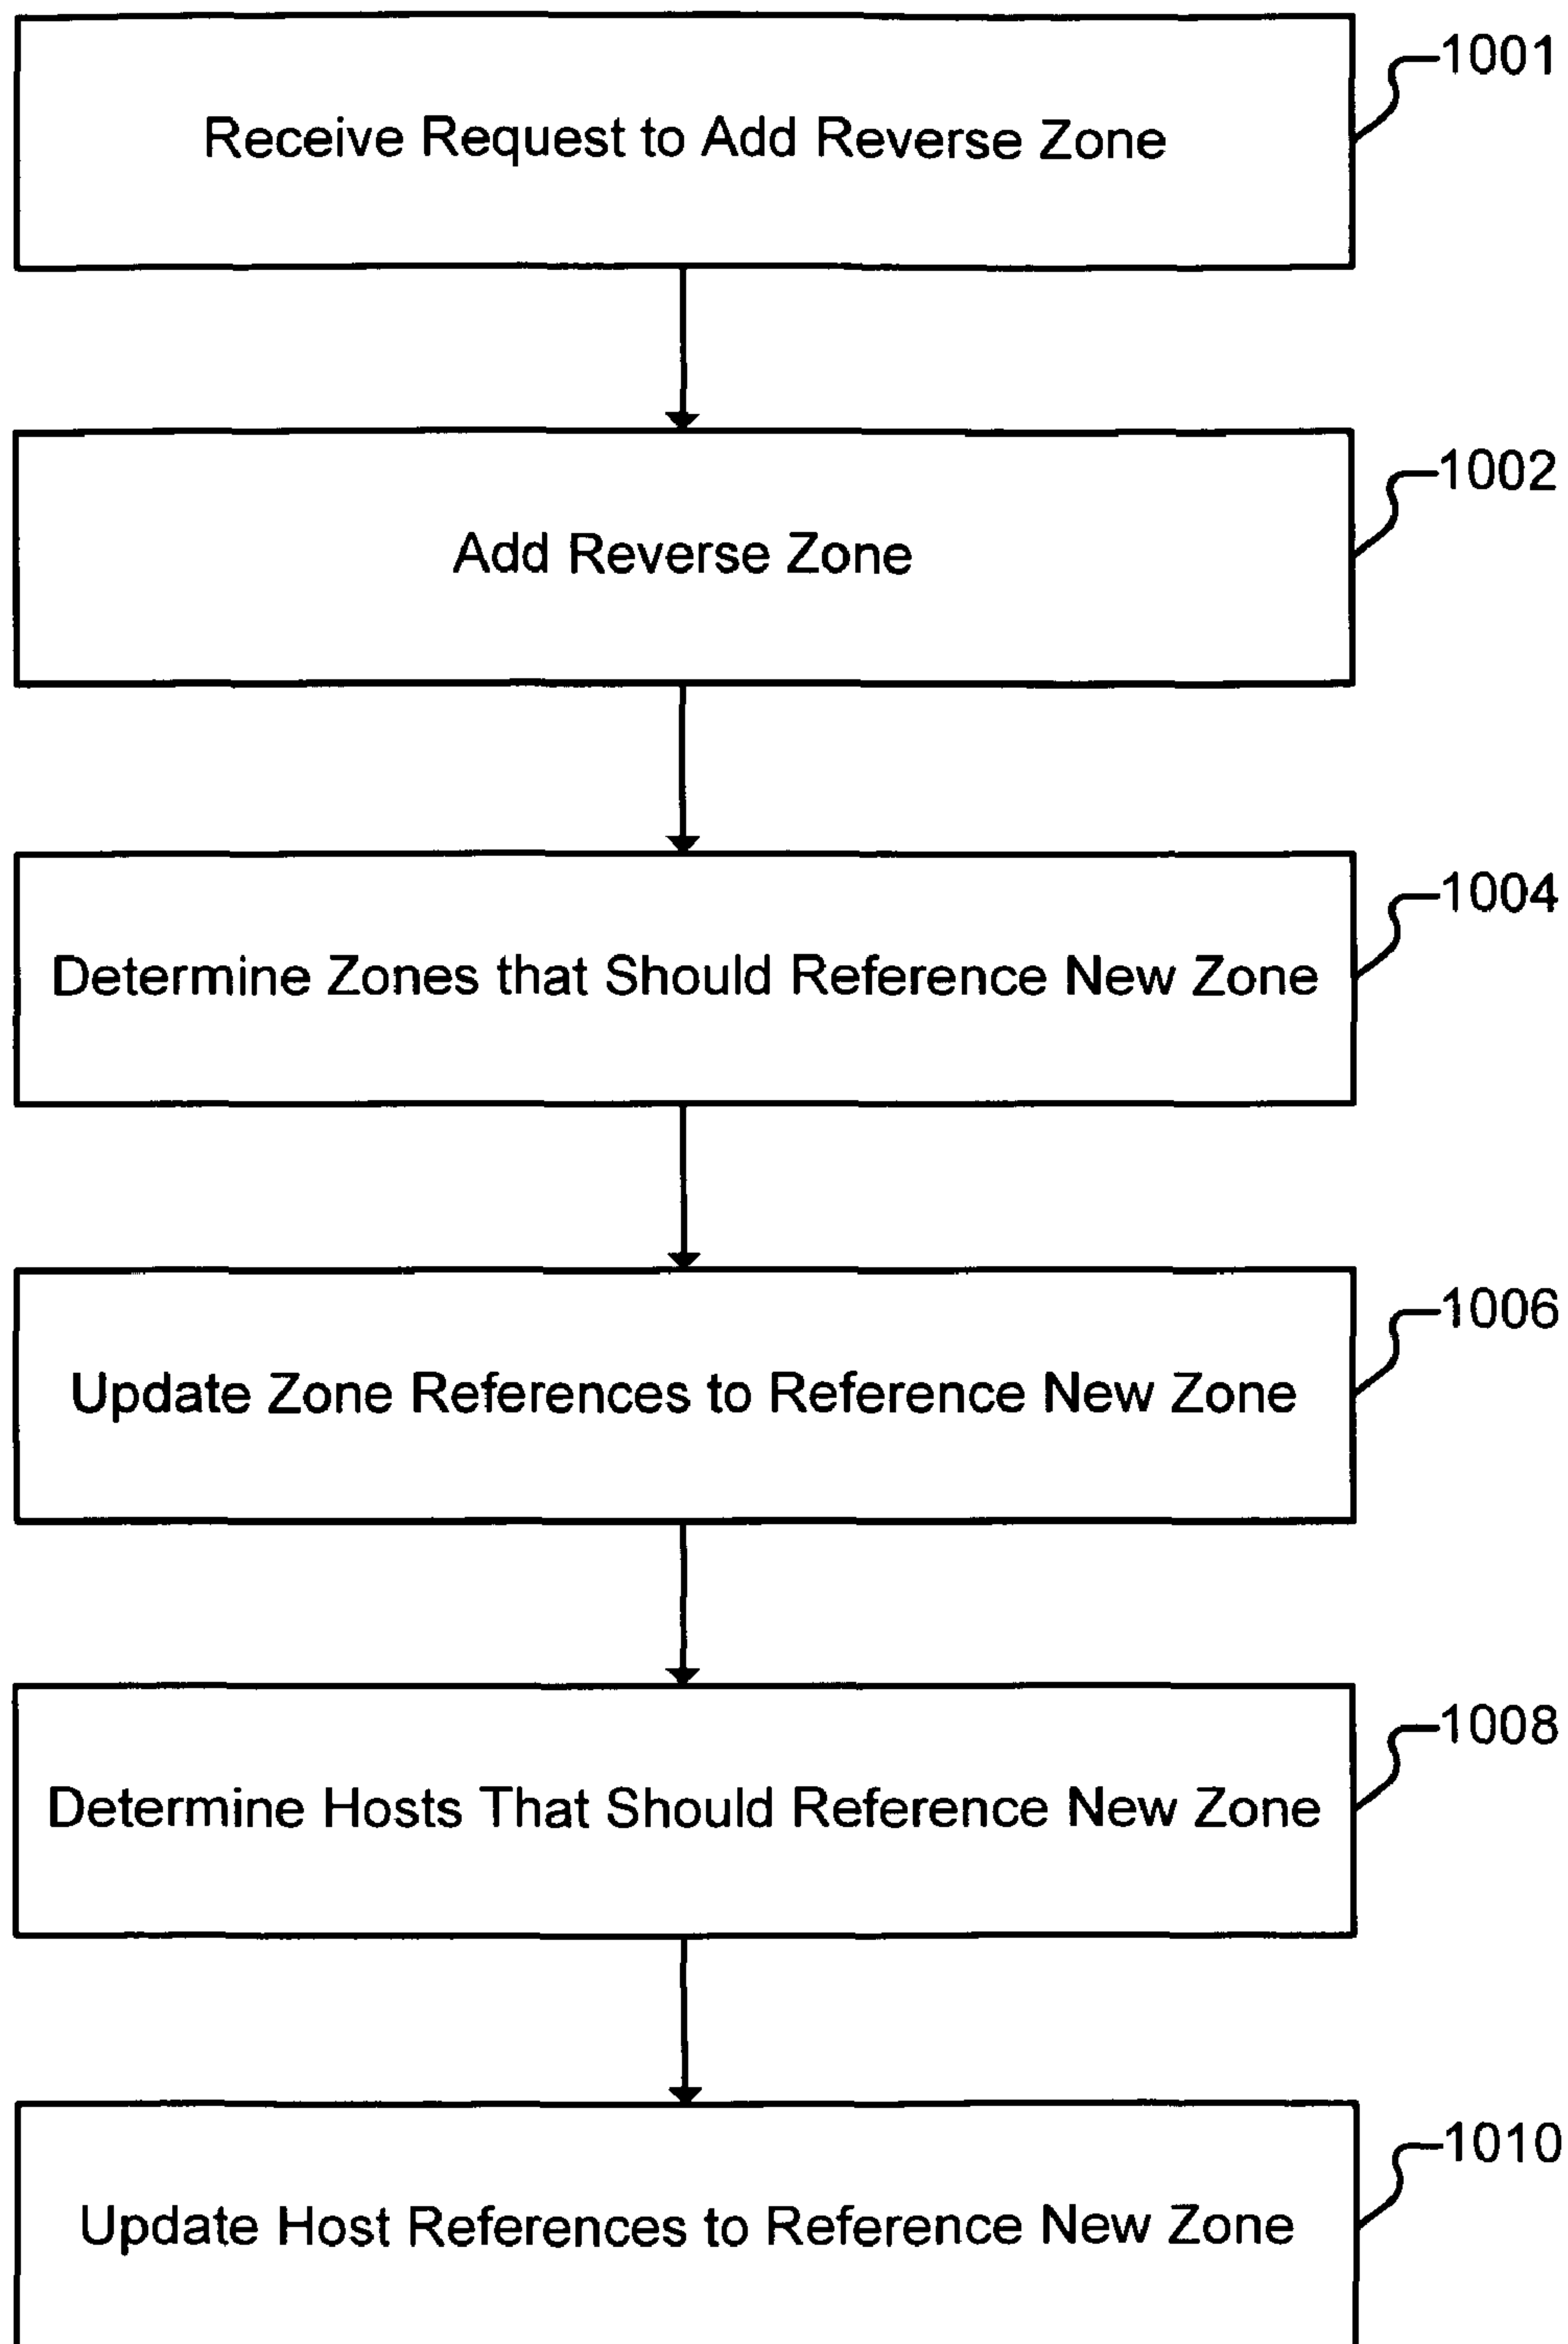 1001
Receive Request to Add Reverse Zone
1002
Add Reverse Zone
1004
Determine Zones that Should Reference New Zone
1006
Update Zone References to Reference New Zone
1008
Determine Hosts That Should Reference New Zone
1010
Update Host References to Reference New Zone